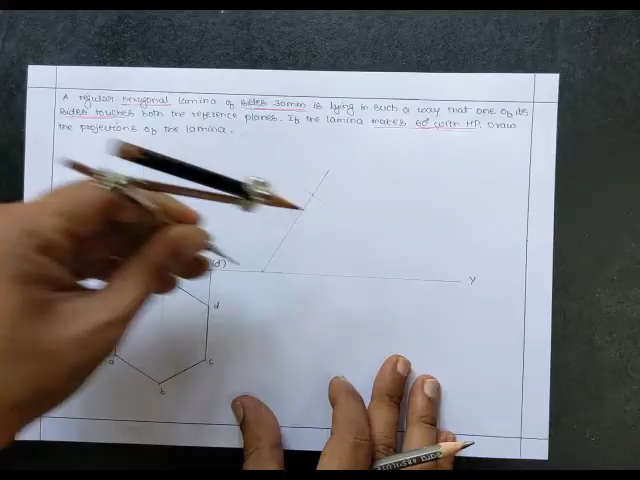 A regular hexagonal lamina of sides 30mm is lying in such a way that one of its
sides touches both the reference planes. If the lamina makes 60° with HP. Draw
the projections of the lamina.
(d')
Y
d
a
c
b